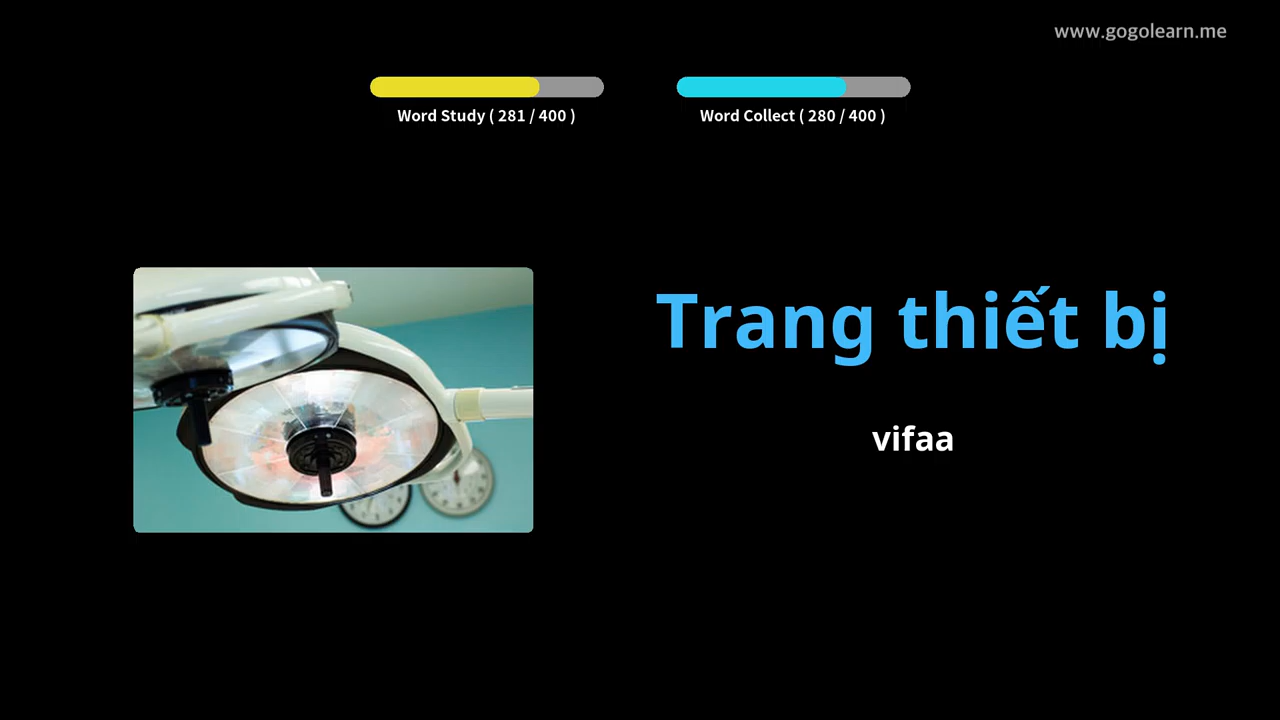 www.gogolearn.me
Word Study ( 281 / 400 )
Word Collect ( 280 / 400 )
Trang thiết bị
vifaa